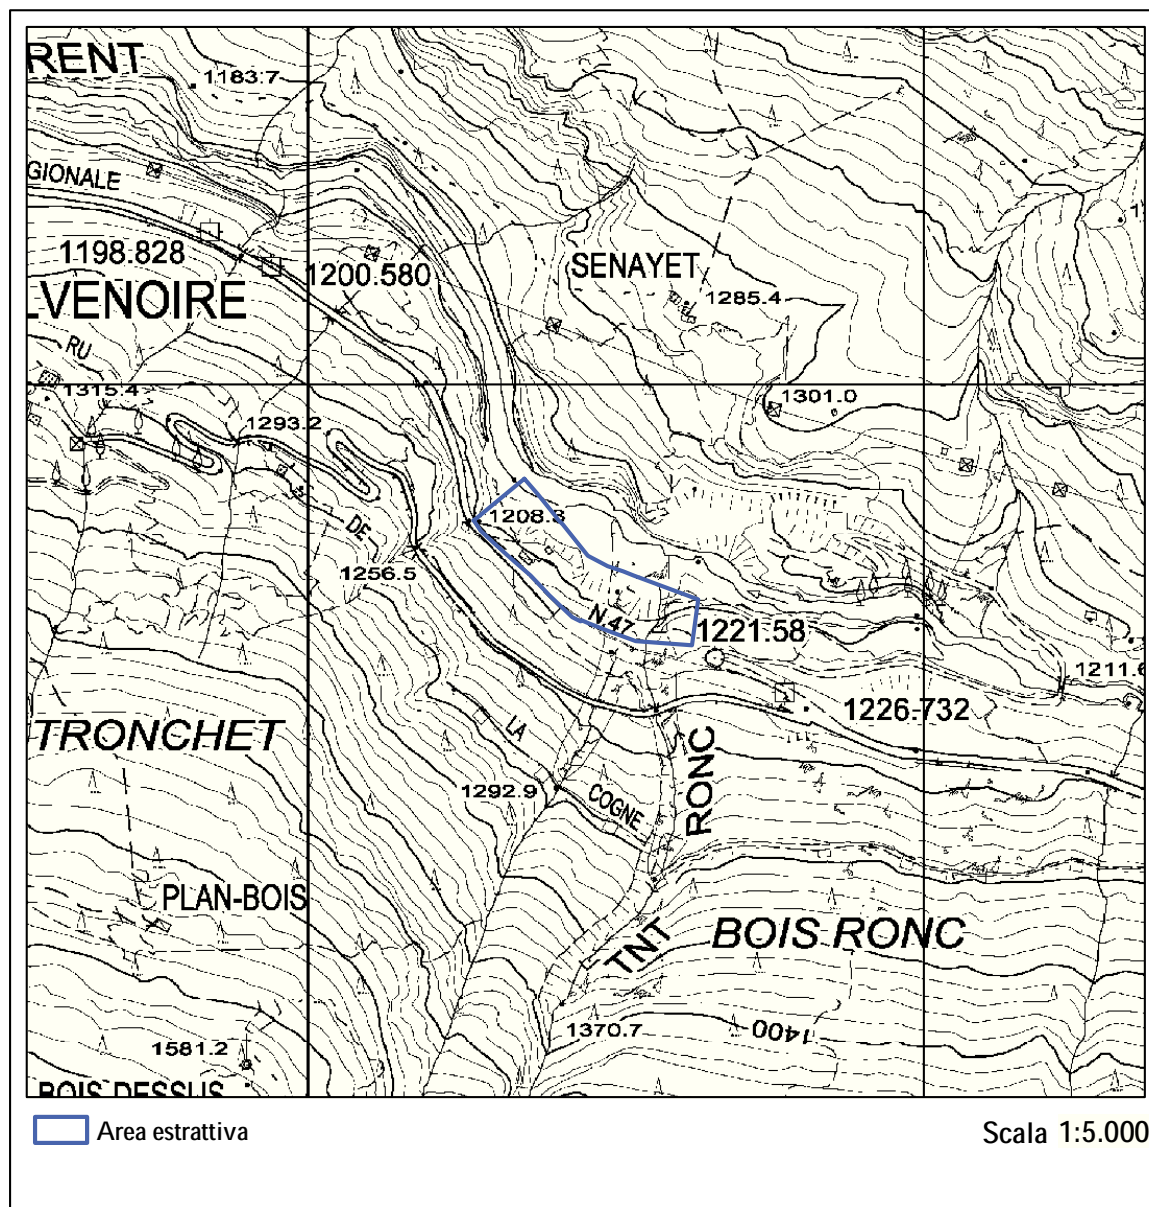 RENT
1183.7
GIONALE
1198.828
1200.580
SENAYET
1285.4
LVENOIRE
RU
1315.4
1301.0
1293.2
1208.3
DE
1256.5
N.47
1221.58
1211.6
1226.732
TRONCHET
LA
RONC
1292.9
COGNE
PLAN-BOIS
BOIS RONC
TNT
1370.7
1400
1581.2
BOIS DESSUS
Area estrattiva
Scala 1:5.000